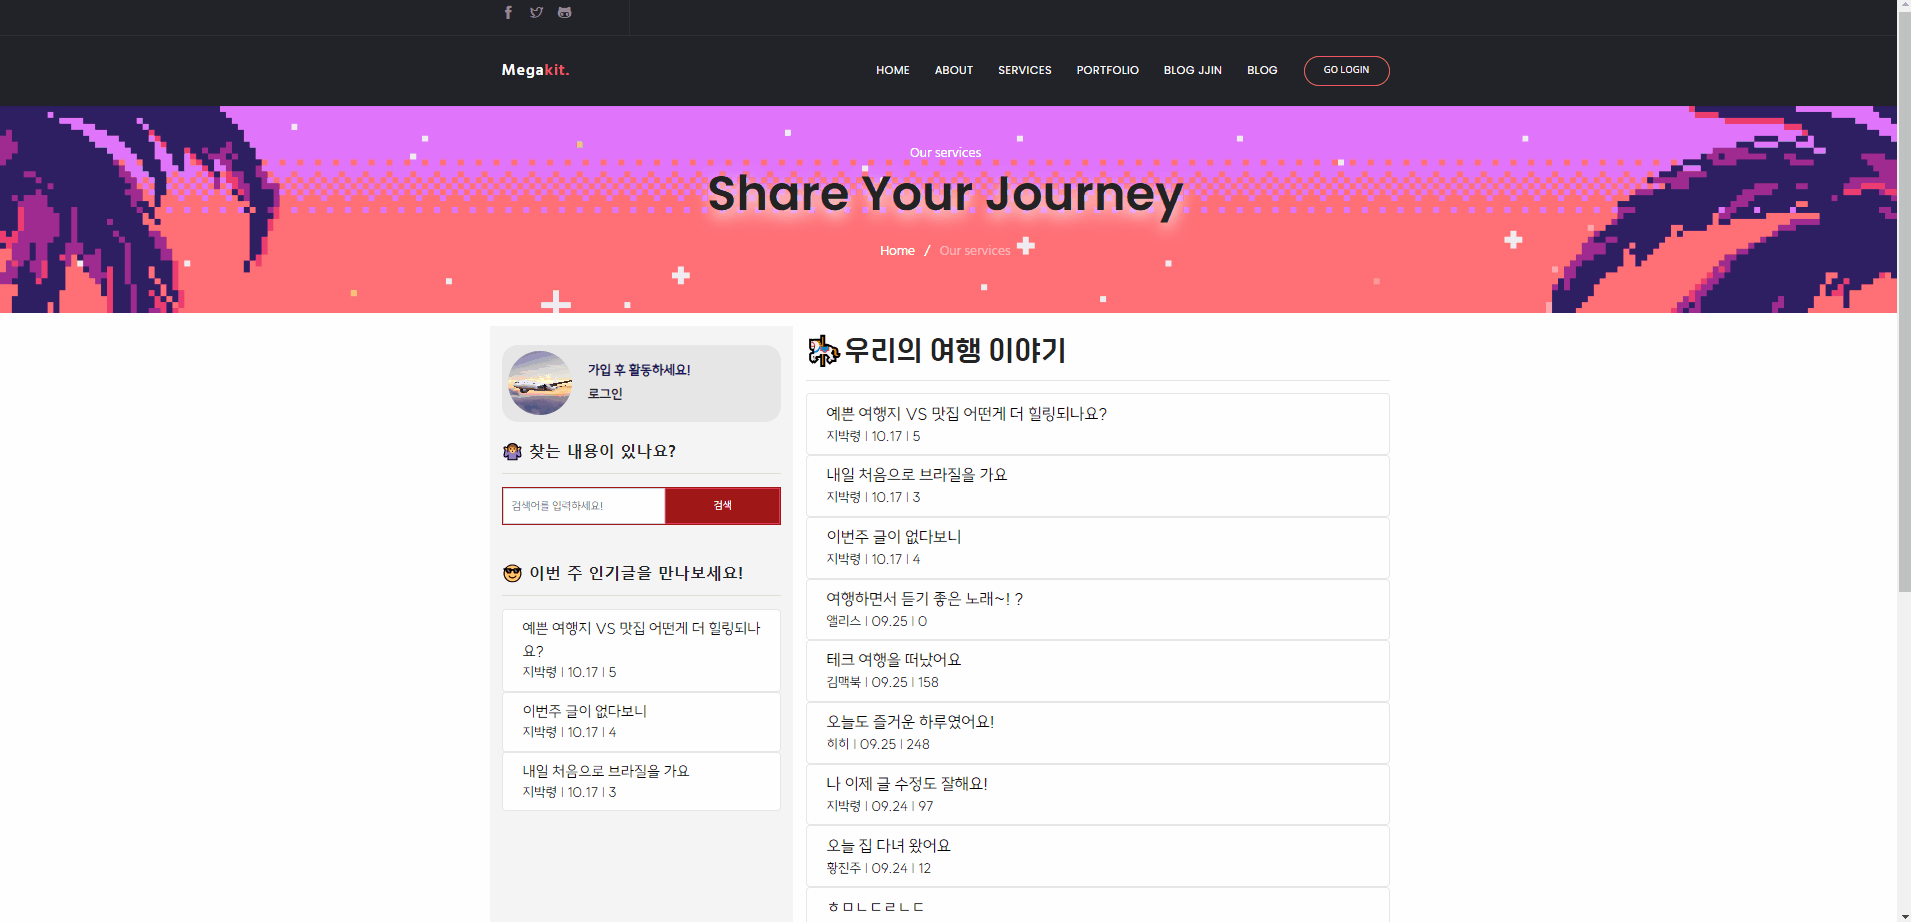 Megakit.
HOME ABOUT SERVICES PORTFOLIO BLOG JJIN BLOG GO LOGIN
Our services
Share Your Journey
Home / Our services
가입 후 활동하세요!
로그인
찾는 내용이 있나요?
검색어를 입력하세요! 검색
이번 주 인기글을 만나보세요!
예쁜 여행지 VS 맛집 어떤게 더 힐링되나
요?
지박령 | 10.17 | 5
이번주 글이 없다보니
지박령 | 10.17 | 4
내일 처음으로 브라질을 가요
지박령 | 10.17 | 3
우리의 여행 이야기
예쁜 여행지 VS 맛집 어떤게 더 힐링되나요?
지박령 | 10.17 | 5
내일 처음으로 브라질을 가요
지박령 | 10.17 | 3
이번주 글이 없다보니
지박령 | 10.17 | 4
여행하면서 듣기 좋은 노래~! ?
앨리스 | 09.25 | 0
테크 여행을 떠났어요
김맥북 | 09.25 | 158
오늘도 즐거운 하루였어요!
히히 | 09.25 | 248
나 이제 글 수정도 잘해요!
지박령 | 09.24 | 97
오늘 집 다녀 왔어요
황진주 | 09.24 | 12
ㅎㅁㄴㄷㄹㄴㄷ